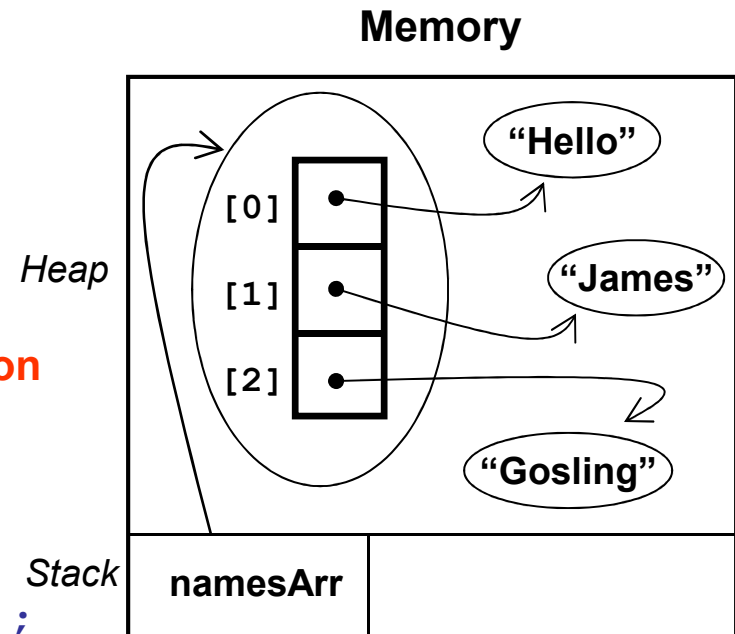 Memory
“Hello”
[0]
Heap
[1]
“James”
on
[2]
“Gosling”
Stack
namesArr
;